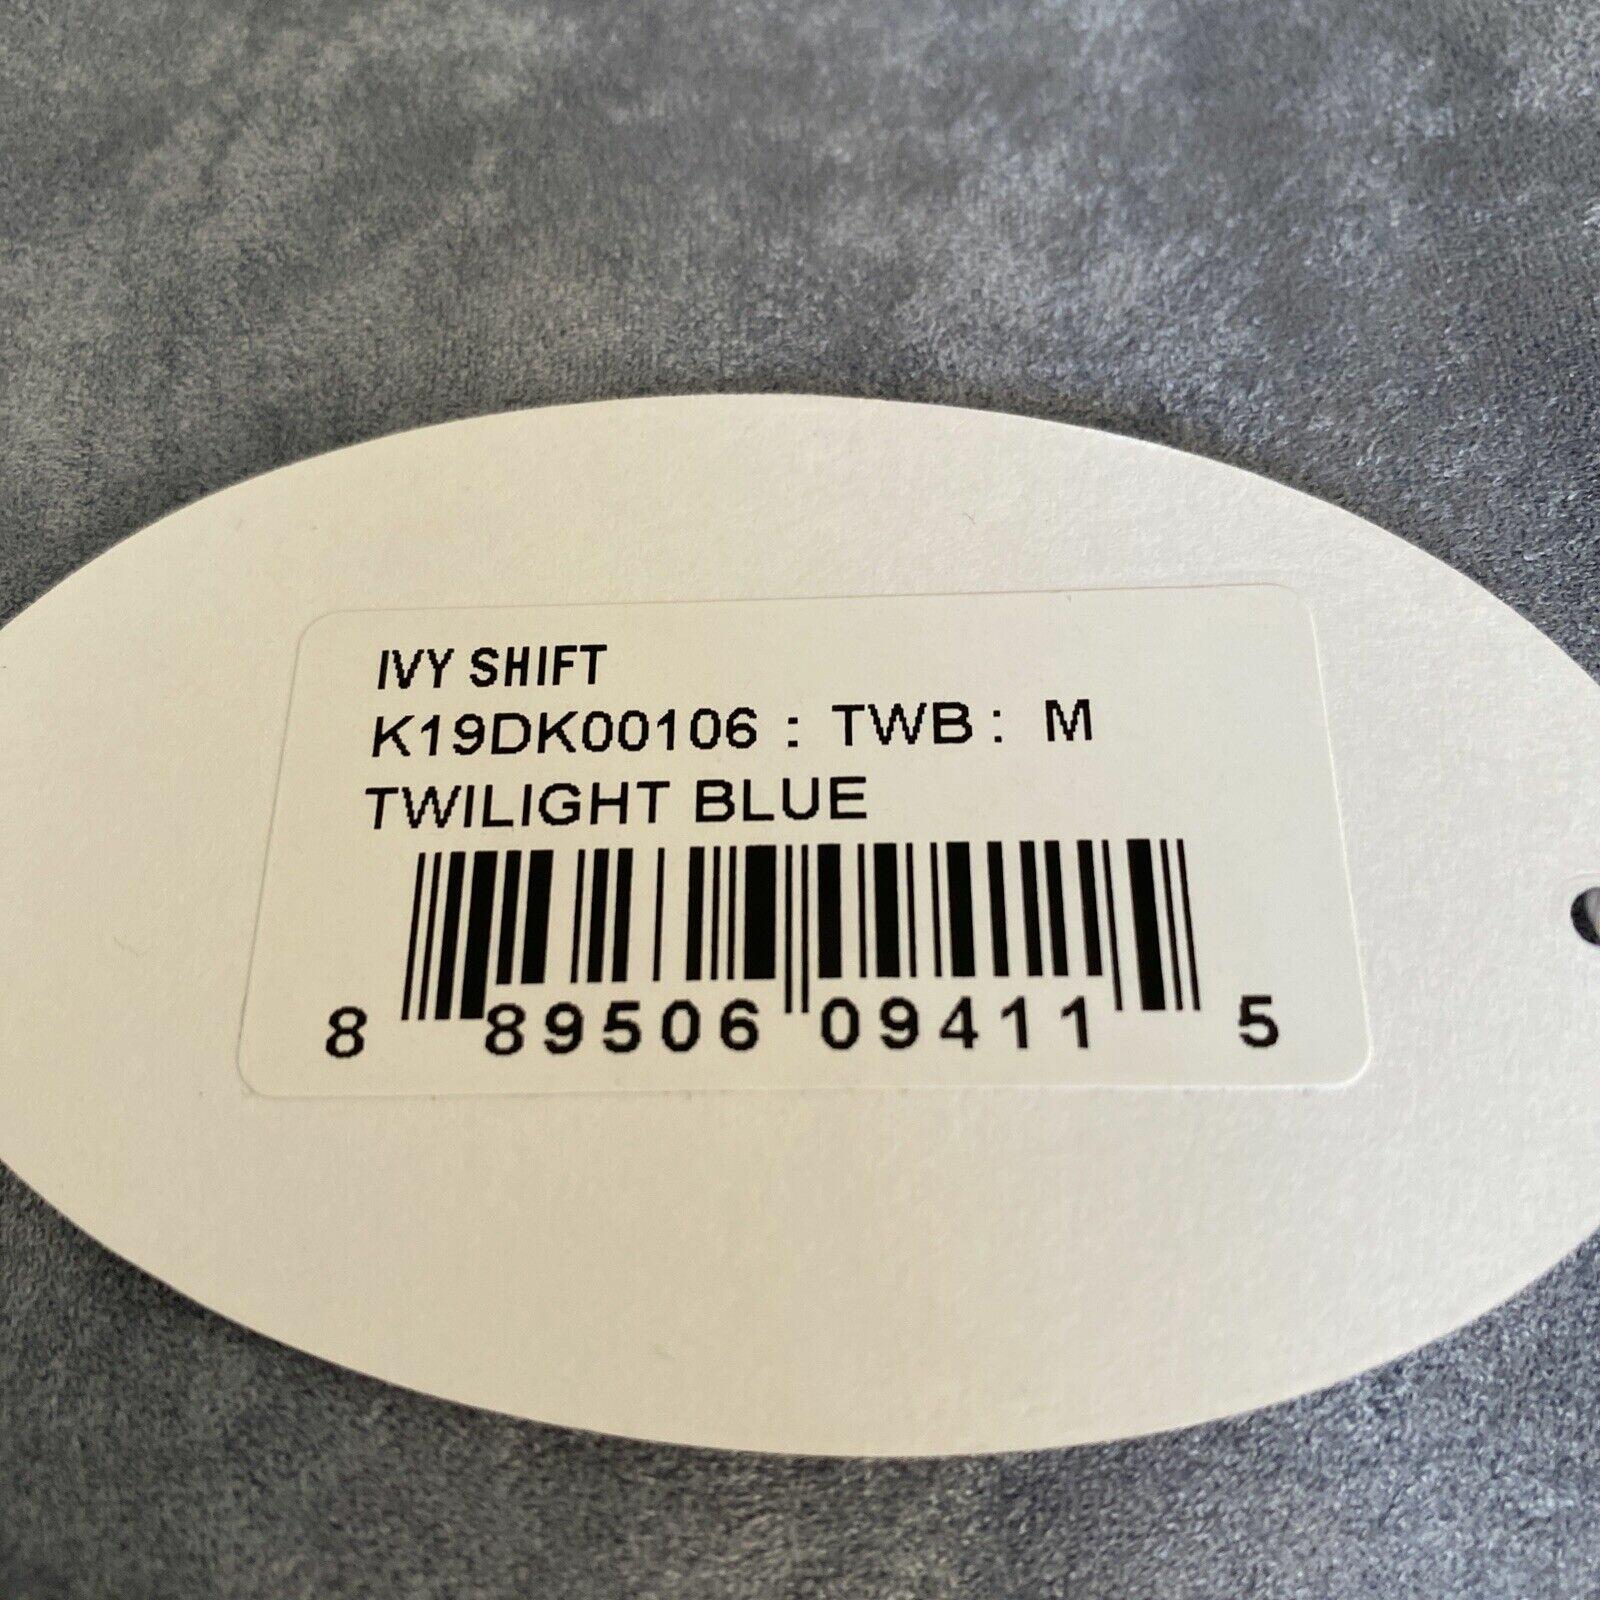 IVY SHIFT
K19DK00106 : TWB : M
TWILIGHT BLUE
8 89506 09411 5